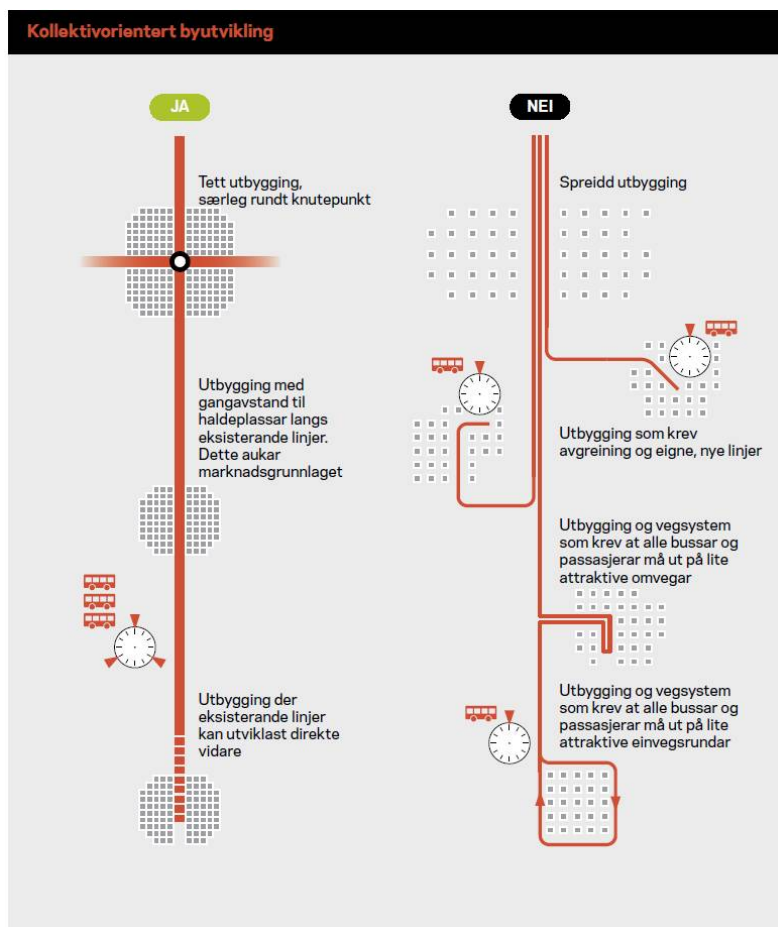 Kollektivorientert byutvikling
JA
Tett utbygging,
særleg rundt knutepunkt
Utbygging med
gangavstand til
haldeplassar langs
eksisterande linjer.
Dette aukar
marknadsgrunnlaget
Utbygging der
eksisterande linjer
kan utviklast direkte
vidare
NEI
Spreidd utbygging
Utbygging som krev
avgreining og eigne, nye linjer
Utbygging og vegsystem
som krev at alle bussar og
passasjerar må ut på lite
attraktive omvegar
Utbygging og vegsystem
som krev at alle bussar og
passasjerar må ut på lite
attraktive einvegsrundar